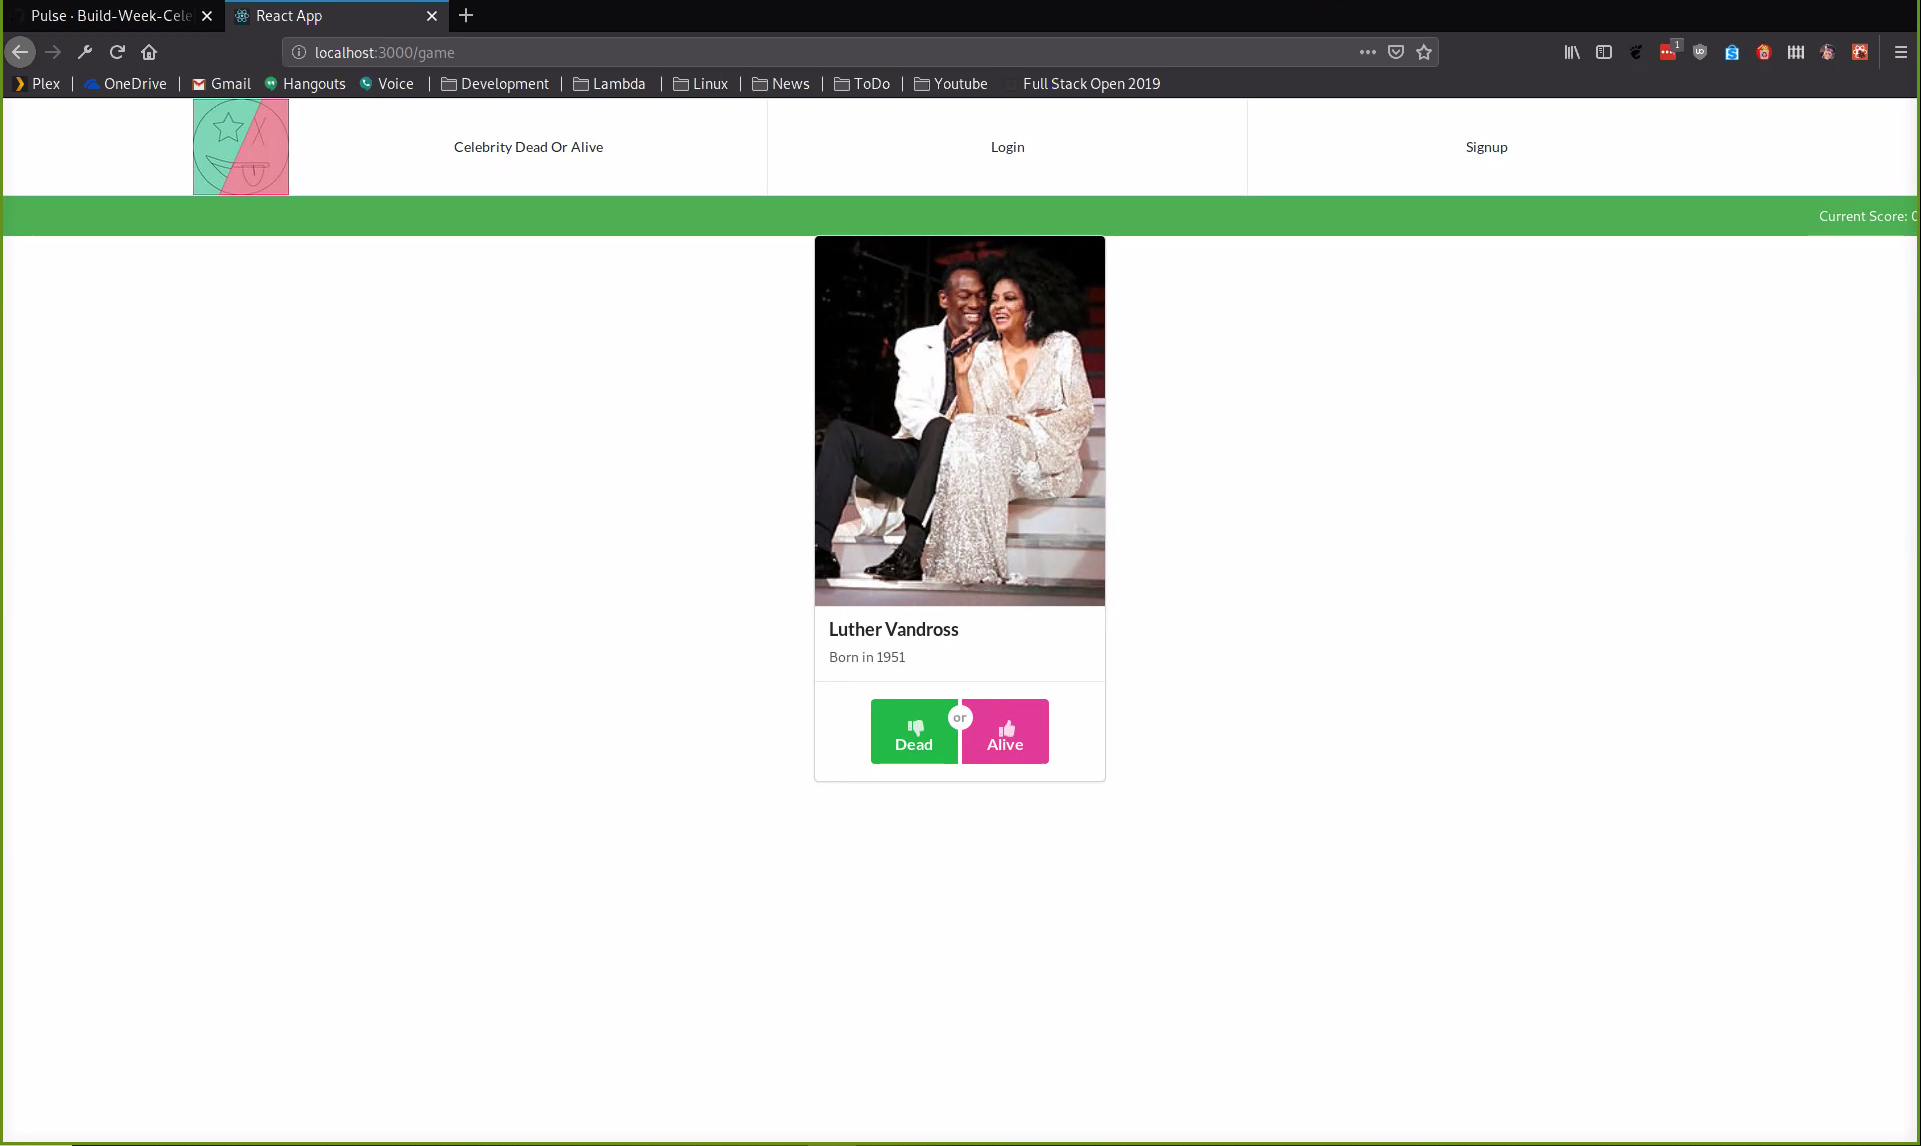 Pulse · Build-Week-Cele
React App
localhost:3000/game
1
Plex
OneDrive
Gmail
Hangouts
Voice
Development
Lambda
Linux
News
ToDo
Youtube
Full Stack Open 2019
Celebrity Dead Or Alive
Login
Signup
Current Score: 0
Luther Vandross
Born in 1951
Dead
or
Alive